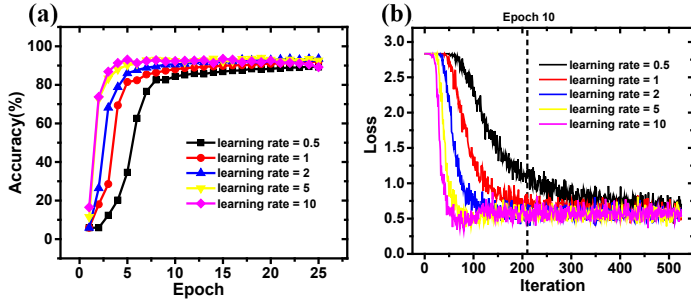 (a)
100
80
60
40
20
0
Accuracy(%)
learning rate = 0.5
learning rate = 1
learning rate = 2
learning rate = 5
learning rate = 10
0 5 10 15 20 25
Epoch
(b)
Epoch 10
3.0
2.5
2.0
1.5
1.0
0.5
0.0
Loss
learning rate = 0.5
learning rate = 1
learning rate = 2
learning rate = 5
learning rate = 10
0 100 200 300 400 500
Iteration